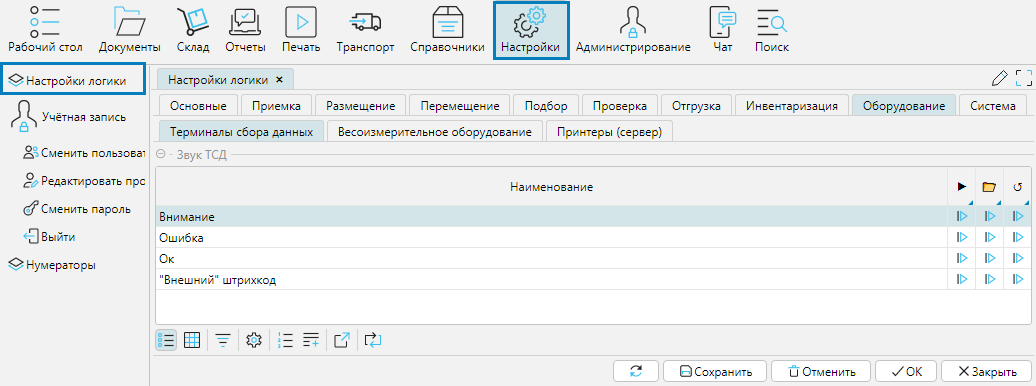 Рабочий стол Документы Склад Отчеты Печать Транспорт Справочники Настройки Администрирование Чат Поиск
Настройки логики
Учётная запись
Сменить пользоват
Редактировать про
Сменить пароль
Выйти
Нумераторы
Настройки логики ×
Основные Приемка Размещение Перемещение Подбор Проверка Отгрузка Инвентаризация Оборудование Система
Терминалы сбора данных Весоизмерительное оборудование Принтеры (сервер)
Звук ТСД
Наименование
Внимание
Ошибка
Ок
"Внешний" штрихкод
Сохранить Отменить OK Закрыть